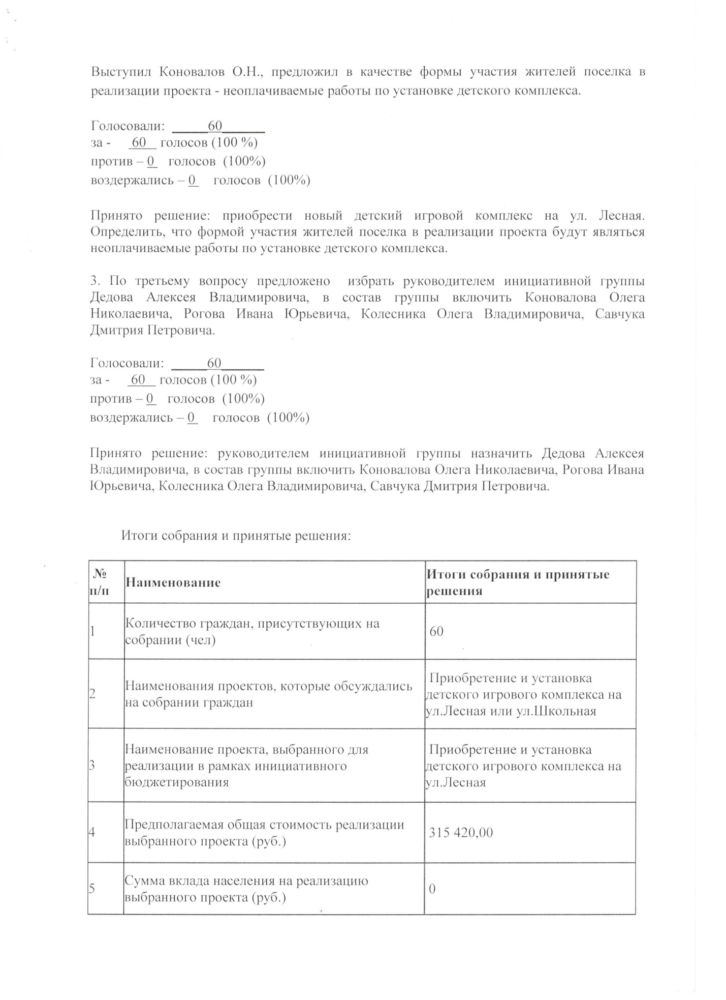 Выступил Коновалов О.Н., предложил в качестве формы участия жителей поселка в
реализации проекта - неоплачиваемые работы по установке детского комплекса.
Голосовали: _____60______
за - _60__ голосов (100 %)
против – 0_ голосов (100%)
воздержались – 0_ голосов (100%)
Принято решение: приобрести новый детский игровой комплекс на ул. Лесная.
Определить, что формой участия жителей поселка в реализации проекта будут являться
неоплачиваемые работы по установке детского комплекса.
3. По третьему вопросу предложено избрать руководителем инициативной группы
Дедова Алексея Владимировича, в состав группы включить Коновалова Олега
Николаевича, Рогова Ивана Юрьевича, Колесника Олега Владимировича, Савчука
Дмитрия Петровича.
Голосовали: _____60______
за - _60__ голосов (100 %)
против – 0_ голосов (100%)
воздержались – 0_ голосов (100%)
Принято решение: руководителем инициативной группы назначить Дедова Алексея
Владимировича, в состав группы включить Коновалова Олега Николаевича, Рогова Ивана
Юрьевича, Колесника Олега Владимировича, Савчука Дмитрия Петровича.
Итоги собрания и принятые решения:
№
п/п
Наименование
Итоги собрания и принятые
решения
1
Количество граждан, присутствующих на
собрании (чел)
60
2
Наименования проектов, которые обсуждались
на собрании граждан
Приобретение и установка
детского игрового комплекса на
ул.Лесная или ул.Школьная
3
Наименование проекта, выбранного для
реализации в рамках инициативного
бюджетирования
Приобретение и установка
детского игрового комплекса на
ул.Лесная
4
Предполагаемая общая стоимость реализации
выбранного проекта (руб.)
315 420,00
5
Сумма вклада населения на реализацию
выбранного проекта (руб.)
0